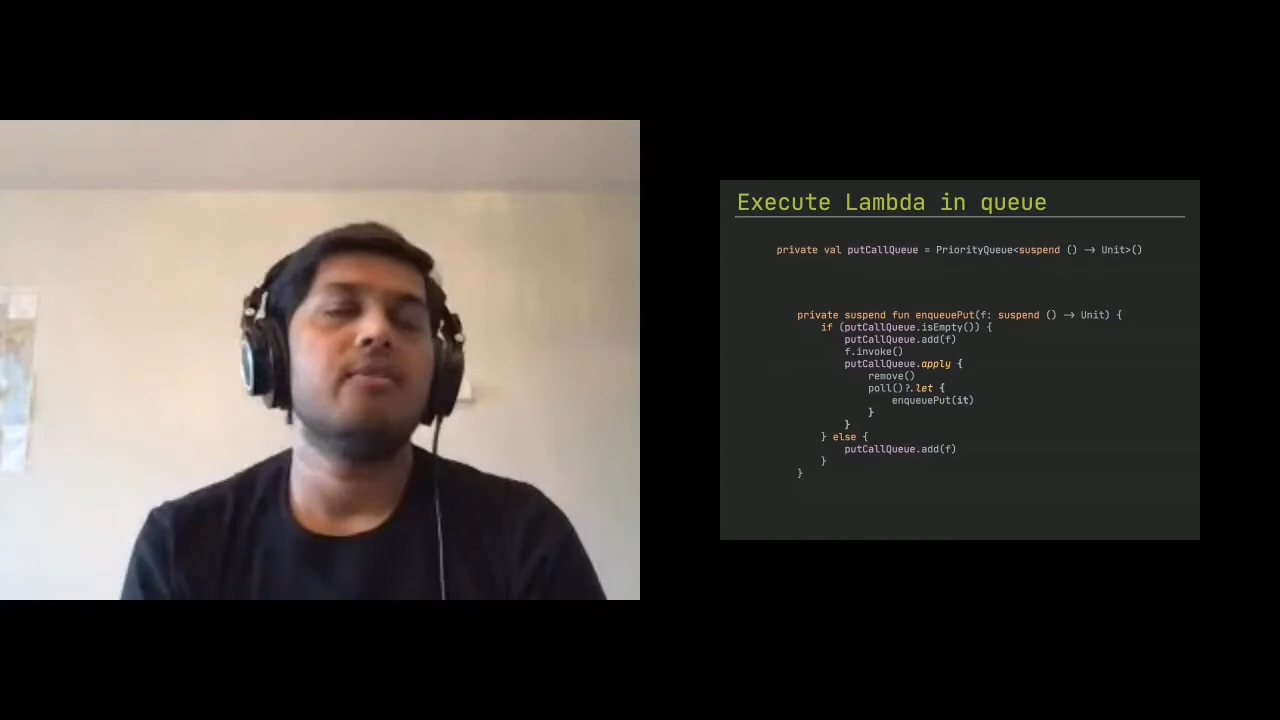 Execute Lambda in queue
private val putCallQueue = PriorityQueue<suspend () → Unit>()
private suspend fun enqueuePut(f: suspend () → Unit) {
if (putCallQueue.isEmpty()) {
putCallQueue.add(f)
f.invoke()
putCallQueue.apply {
remove()
poll()?.let {
enqueuePut(it)
}
}
} else {
putCallQueue.add(f)
}
}